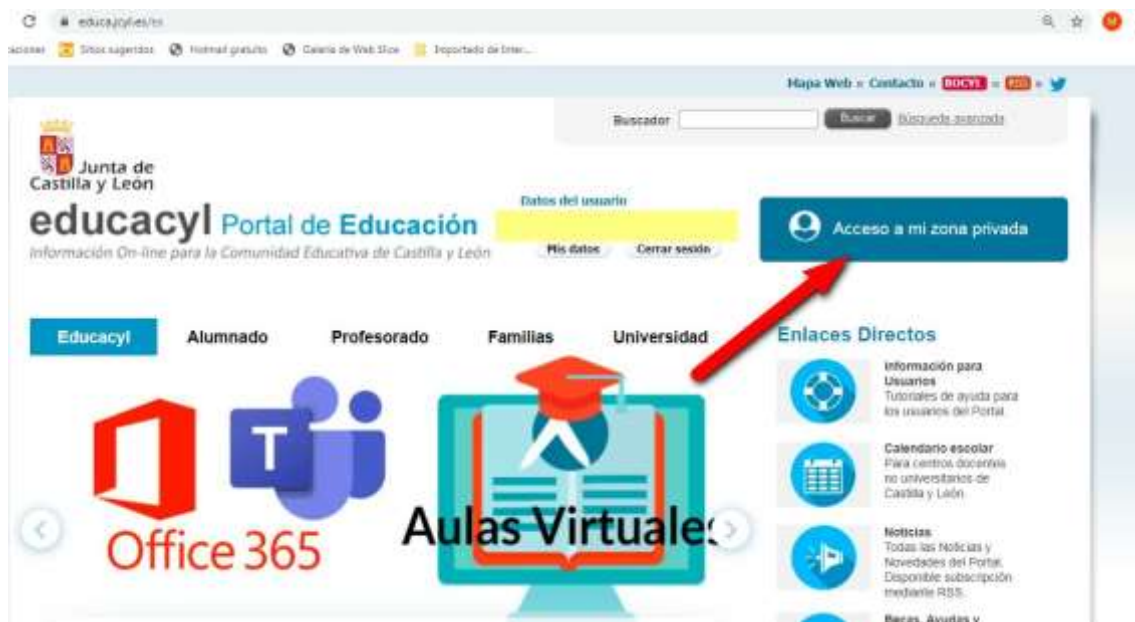 educa.jcyl.es/es
Sitios sugeridos
Hotmail gratuito
Galería de Web Slice
Importado de Inter...
Mapa Web » Contacto » BOCYL » RSS »
Buscador
Buscar
Búsqueda avanzada
Junta de
Castilla y León
Datos del usuario
educacyl Portal de Educación
Acceso a mi zona privada
Información On-line para la Comunidad Educativa de Castilla y León
Mis datos
Cerrar sesión
Educacyl
Alumnado
Profesorado
Familias
Universidad
Enlaces Directos
Información para
Usuarios
Tutoriales de ayuda para
los usuarios del Portal.
T
Calendario escolar
Para centros docentes
no universitarios de
Castilla y León.
Office 365
Aulas Virtuales
Noticias
Todas las Noticias y
Novedades del Portal.
Disponible subscripción
mediante RSS.
Becas, Ayudas y